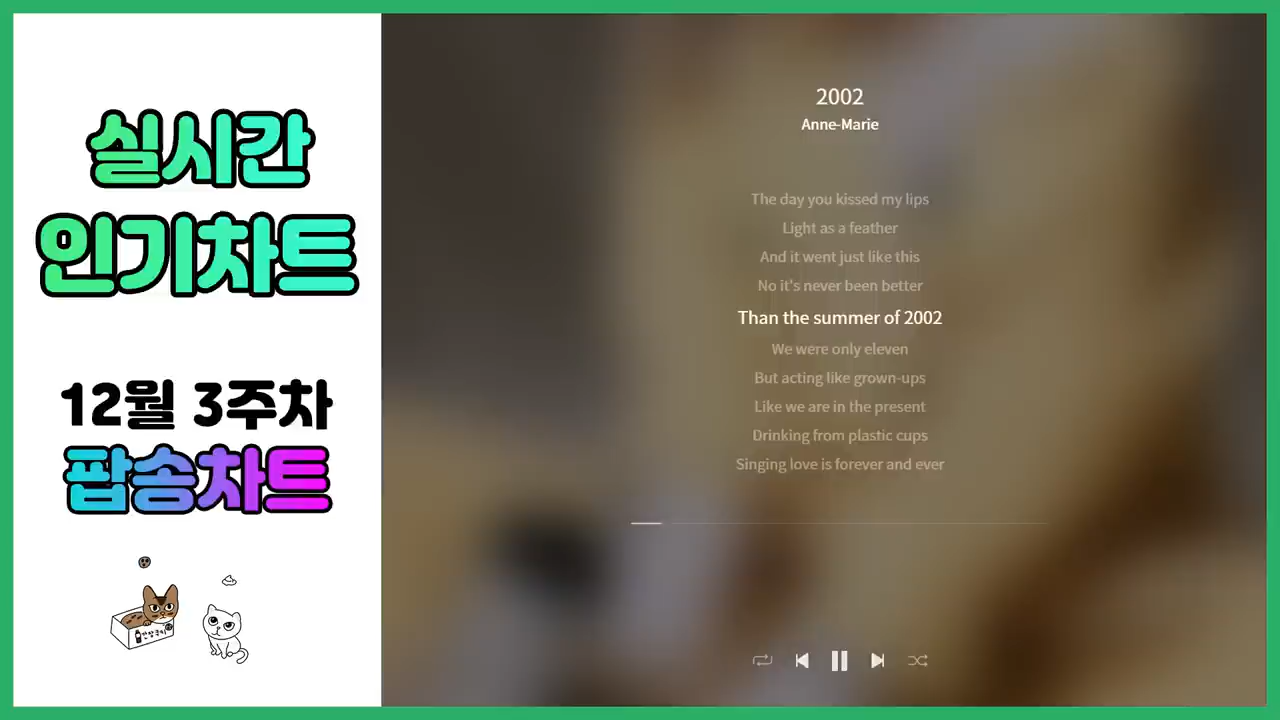 실시간
인기차트
12월 3주차
팝송차트
2002
Anne-Marie
The day you kissed my lips
Light as a feather
And it went just like this
No it's never been better
Than the summer of 2002
We were only eleven
But acting like grown-ups
Like we are in the present
Drinking from plastic cups
Singing love is forever and ever